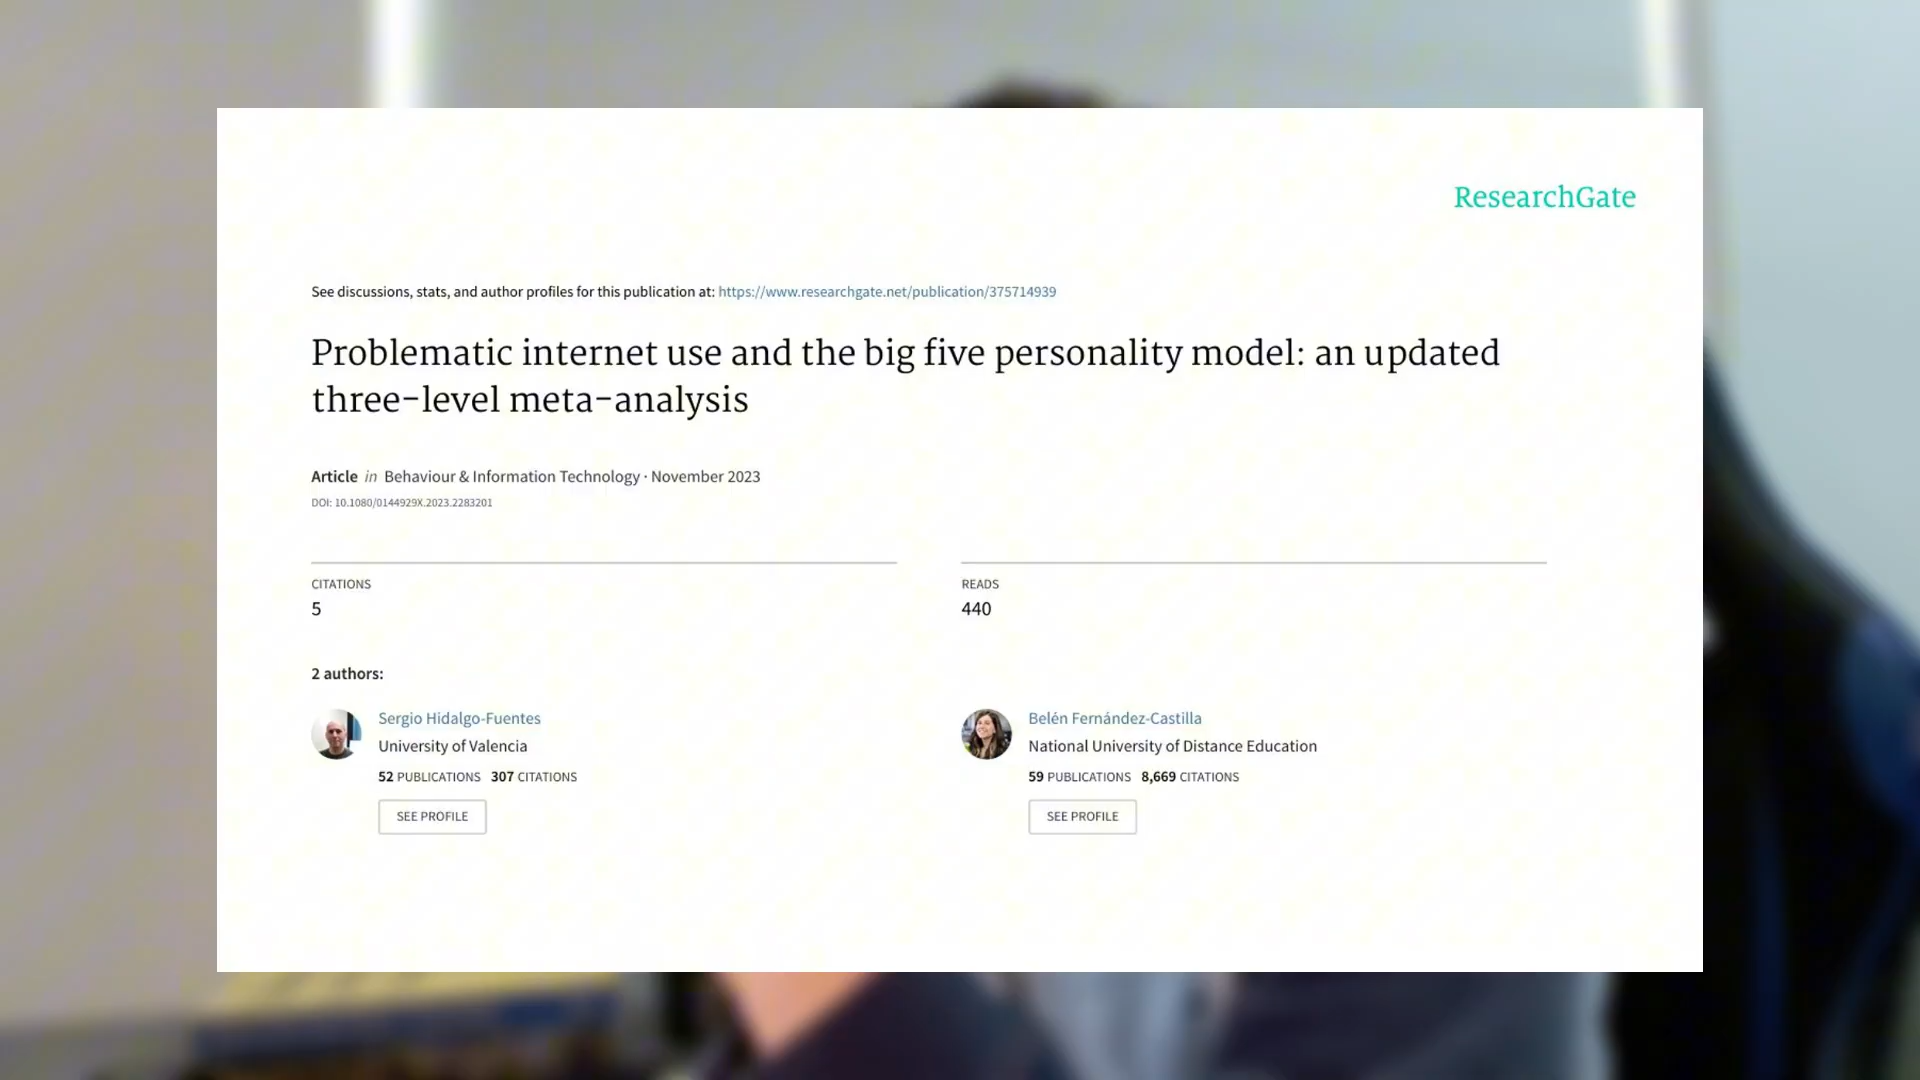 ResearchGate
See discussions, stats, and author profiles for this publication at: https://www.researchgate.net/publication/375714939
Problematic internet use and the big five personality model: an updated
three-level meta-analysis
Article in Behaviour & Information Technology · November 2023
DOI: 10.1080/0144929X.2023.2283201
CITATIONS
5
READS
440
2 authors:
Sergio Hidalgo-Fuentes
University of Valencia
52 PUBLICATIONS 307 CITATIONS
SEE PROFILE
Belén Fernández-Castilla
National University of Distance Education
59 PUBLICATIONS 8,669 CITATIONS
SEE PROFILE